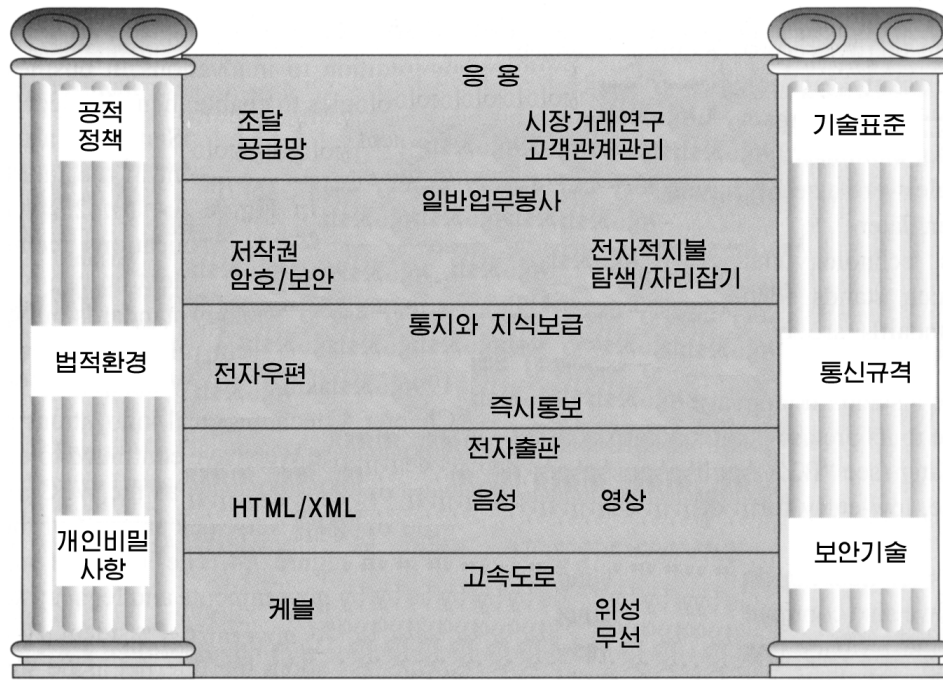 공적
정책
법적환경
개인비밀
사항
응 용
조달
공급망
시장거래연구
고객관계관리
일반업무봉사
저작권
암호/보안
전자적지불
탐색/자리잡기
통지와 지식보급
전자우편
즉시통보
전자출판
HTML/XML
음성
영상
고속도로
케블
위성
무선
기술표준
통신규격
보안기술